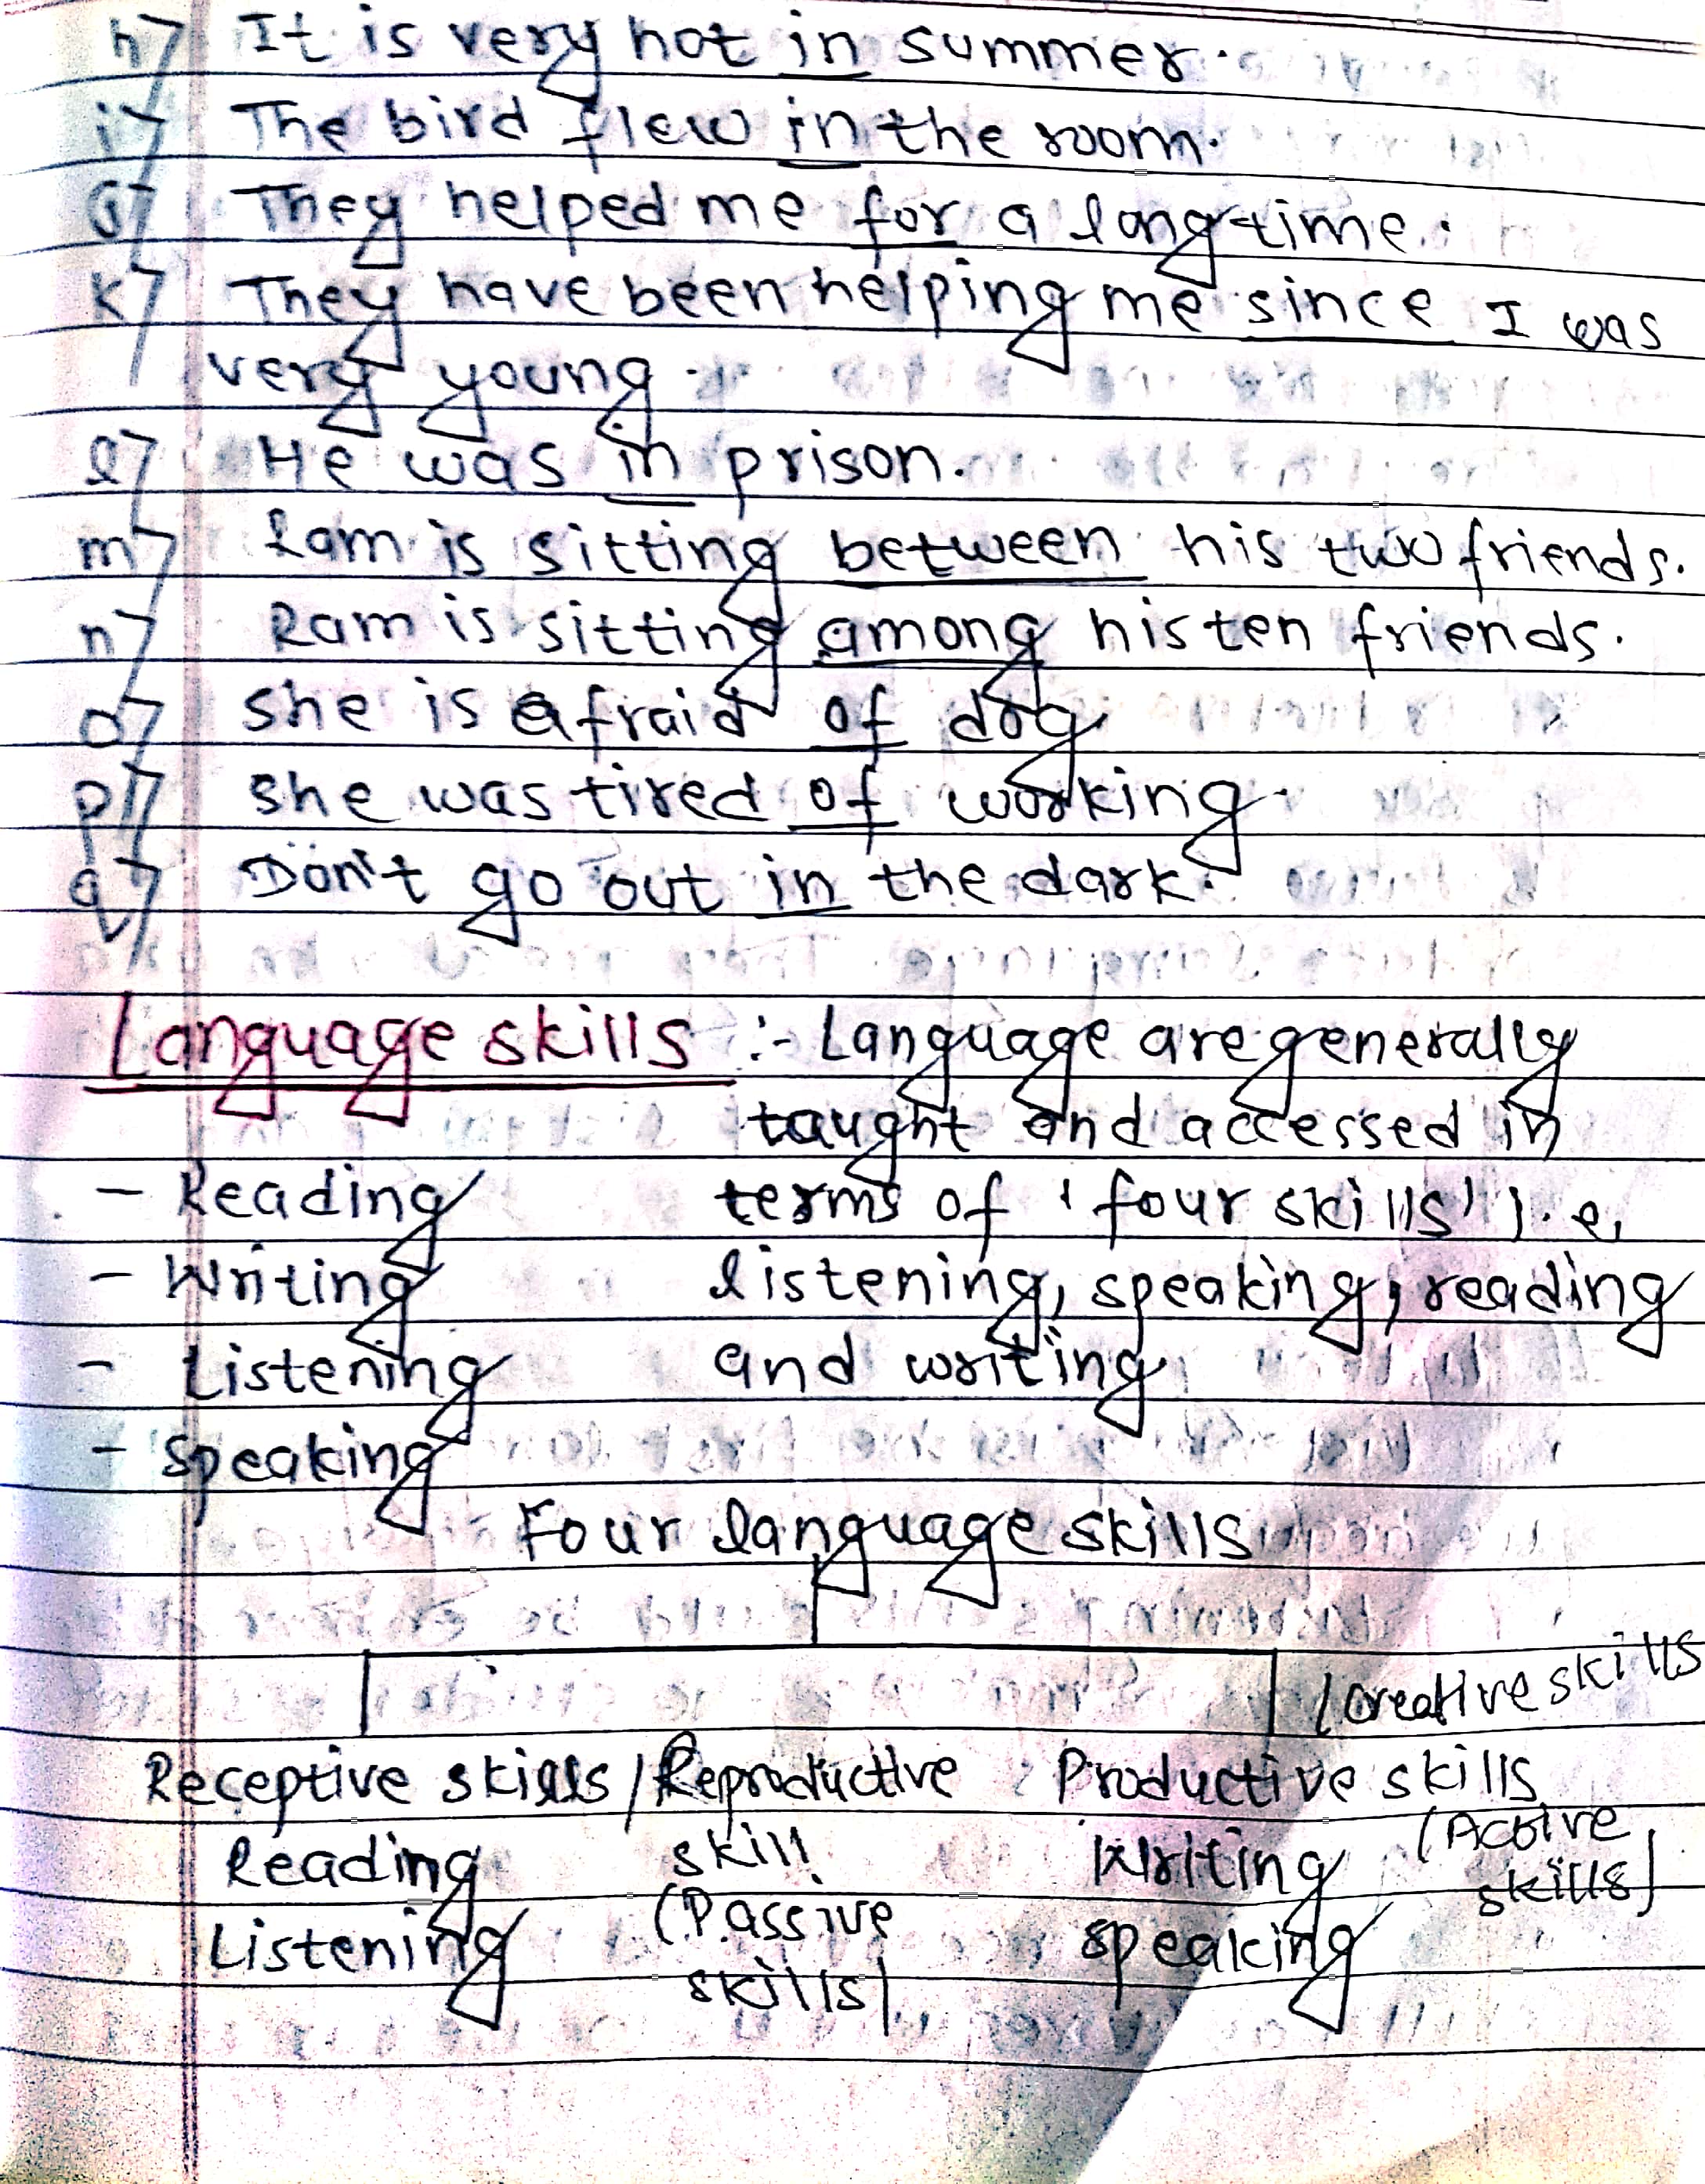 h> It is very hot in summer.
i> The bird flew in the room.
j> They helped me for a long time.
k> They have been helping me since I was
very young.
l> He was in prison.
m> Ram is sitting between his two friends.
n> Ram is sitting among his ten friends.
o> she is afraid of dog
p> she was tired of working.
q> Don't go out in the dark.
Language skills :- Language are generally
taught and accessed in
- Reading terms of 'four skills' i.e,
- Writing listening, speaking, reading
- Listening and writing
- speaking
Four language skills
/creative skills
Receptive skills/Reproductive Productive skills
Reading skill Writing (Active
Listening (Passive speaking skills)
skills)